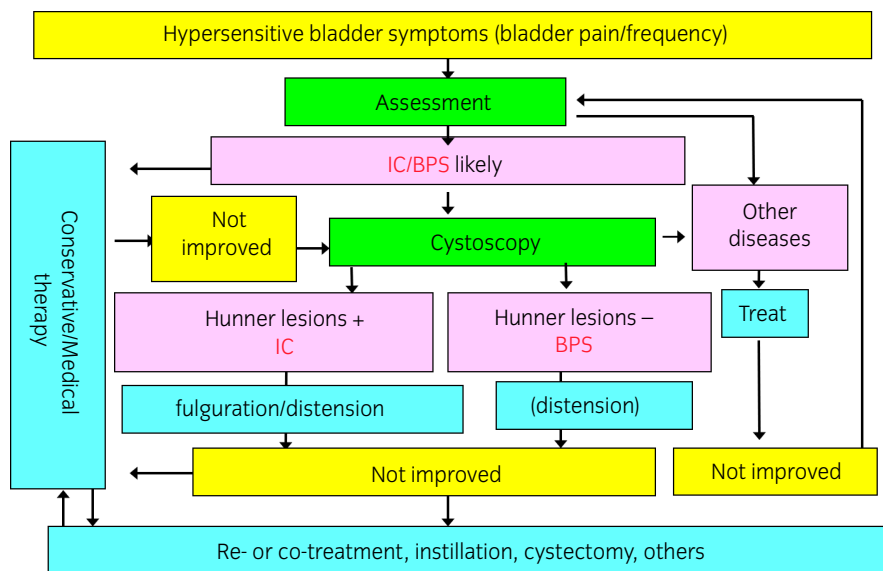 Hypersensitive bladder symptoms (bladder pain/frequency)
Assessment
IC/BPS likely
Conservative/Medical
therapy
Not
improved
Cystoscopy
Other
diseases
Hunner lesions +
IC
Hunner lesions –
BPS
Treat
fulguration/distension
(distension)
Not improved
Not improved
Re- or co-treatment, instillation, cystectomy, others